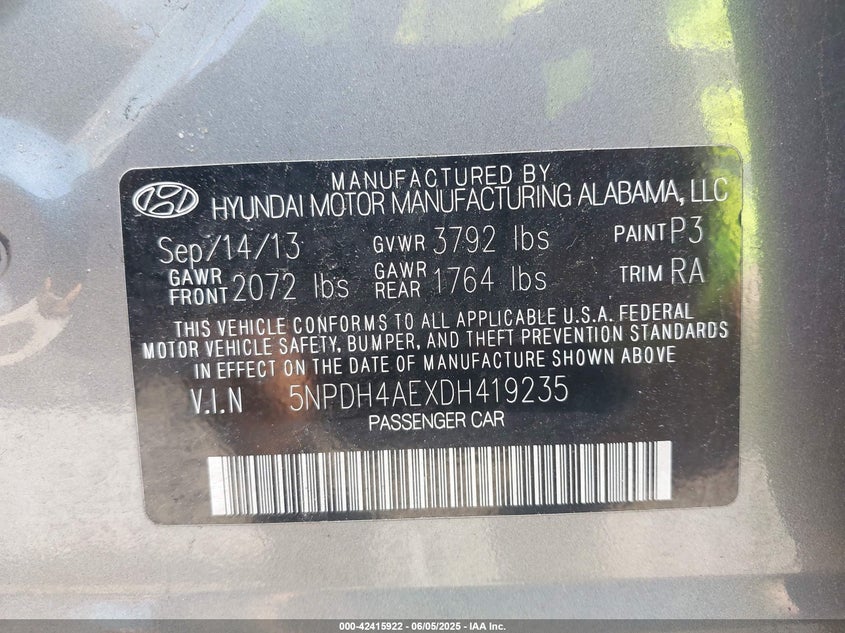 MANUFACTURED BY
HYUNDAI MOTOR MANUFACTURING ALABAMA, LLC
Sep/14/13 GVWR 3792 lbs PAINT P3
GAWR FRONT 2072 lbs GAWR REAR 1764 lbs TRIM RA
THIS VEHICLE CONFORMS TO ALL APPLICABLE U.S.A. FEDERAL
MOTOR VEHICLE SAFETY, BUMPER, AND THEFT PREVENTION STANDARDS
IN EFFECT ON THE DATE OF MANUFACTURE SHOWN ABOVE.
V.I.N 5NPDH4AEXDH419235
PASSENGER CAR
000-42415922 - 06/05/2025 - IAA Inc.